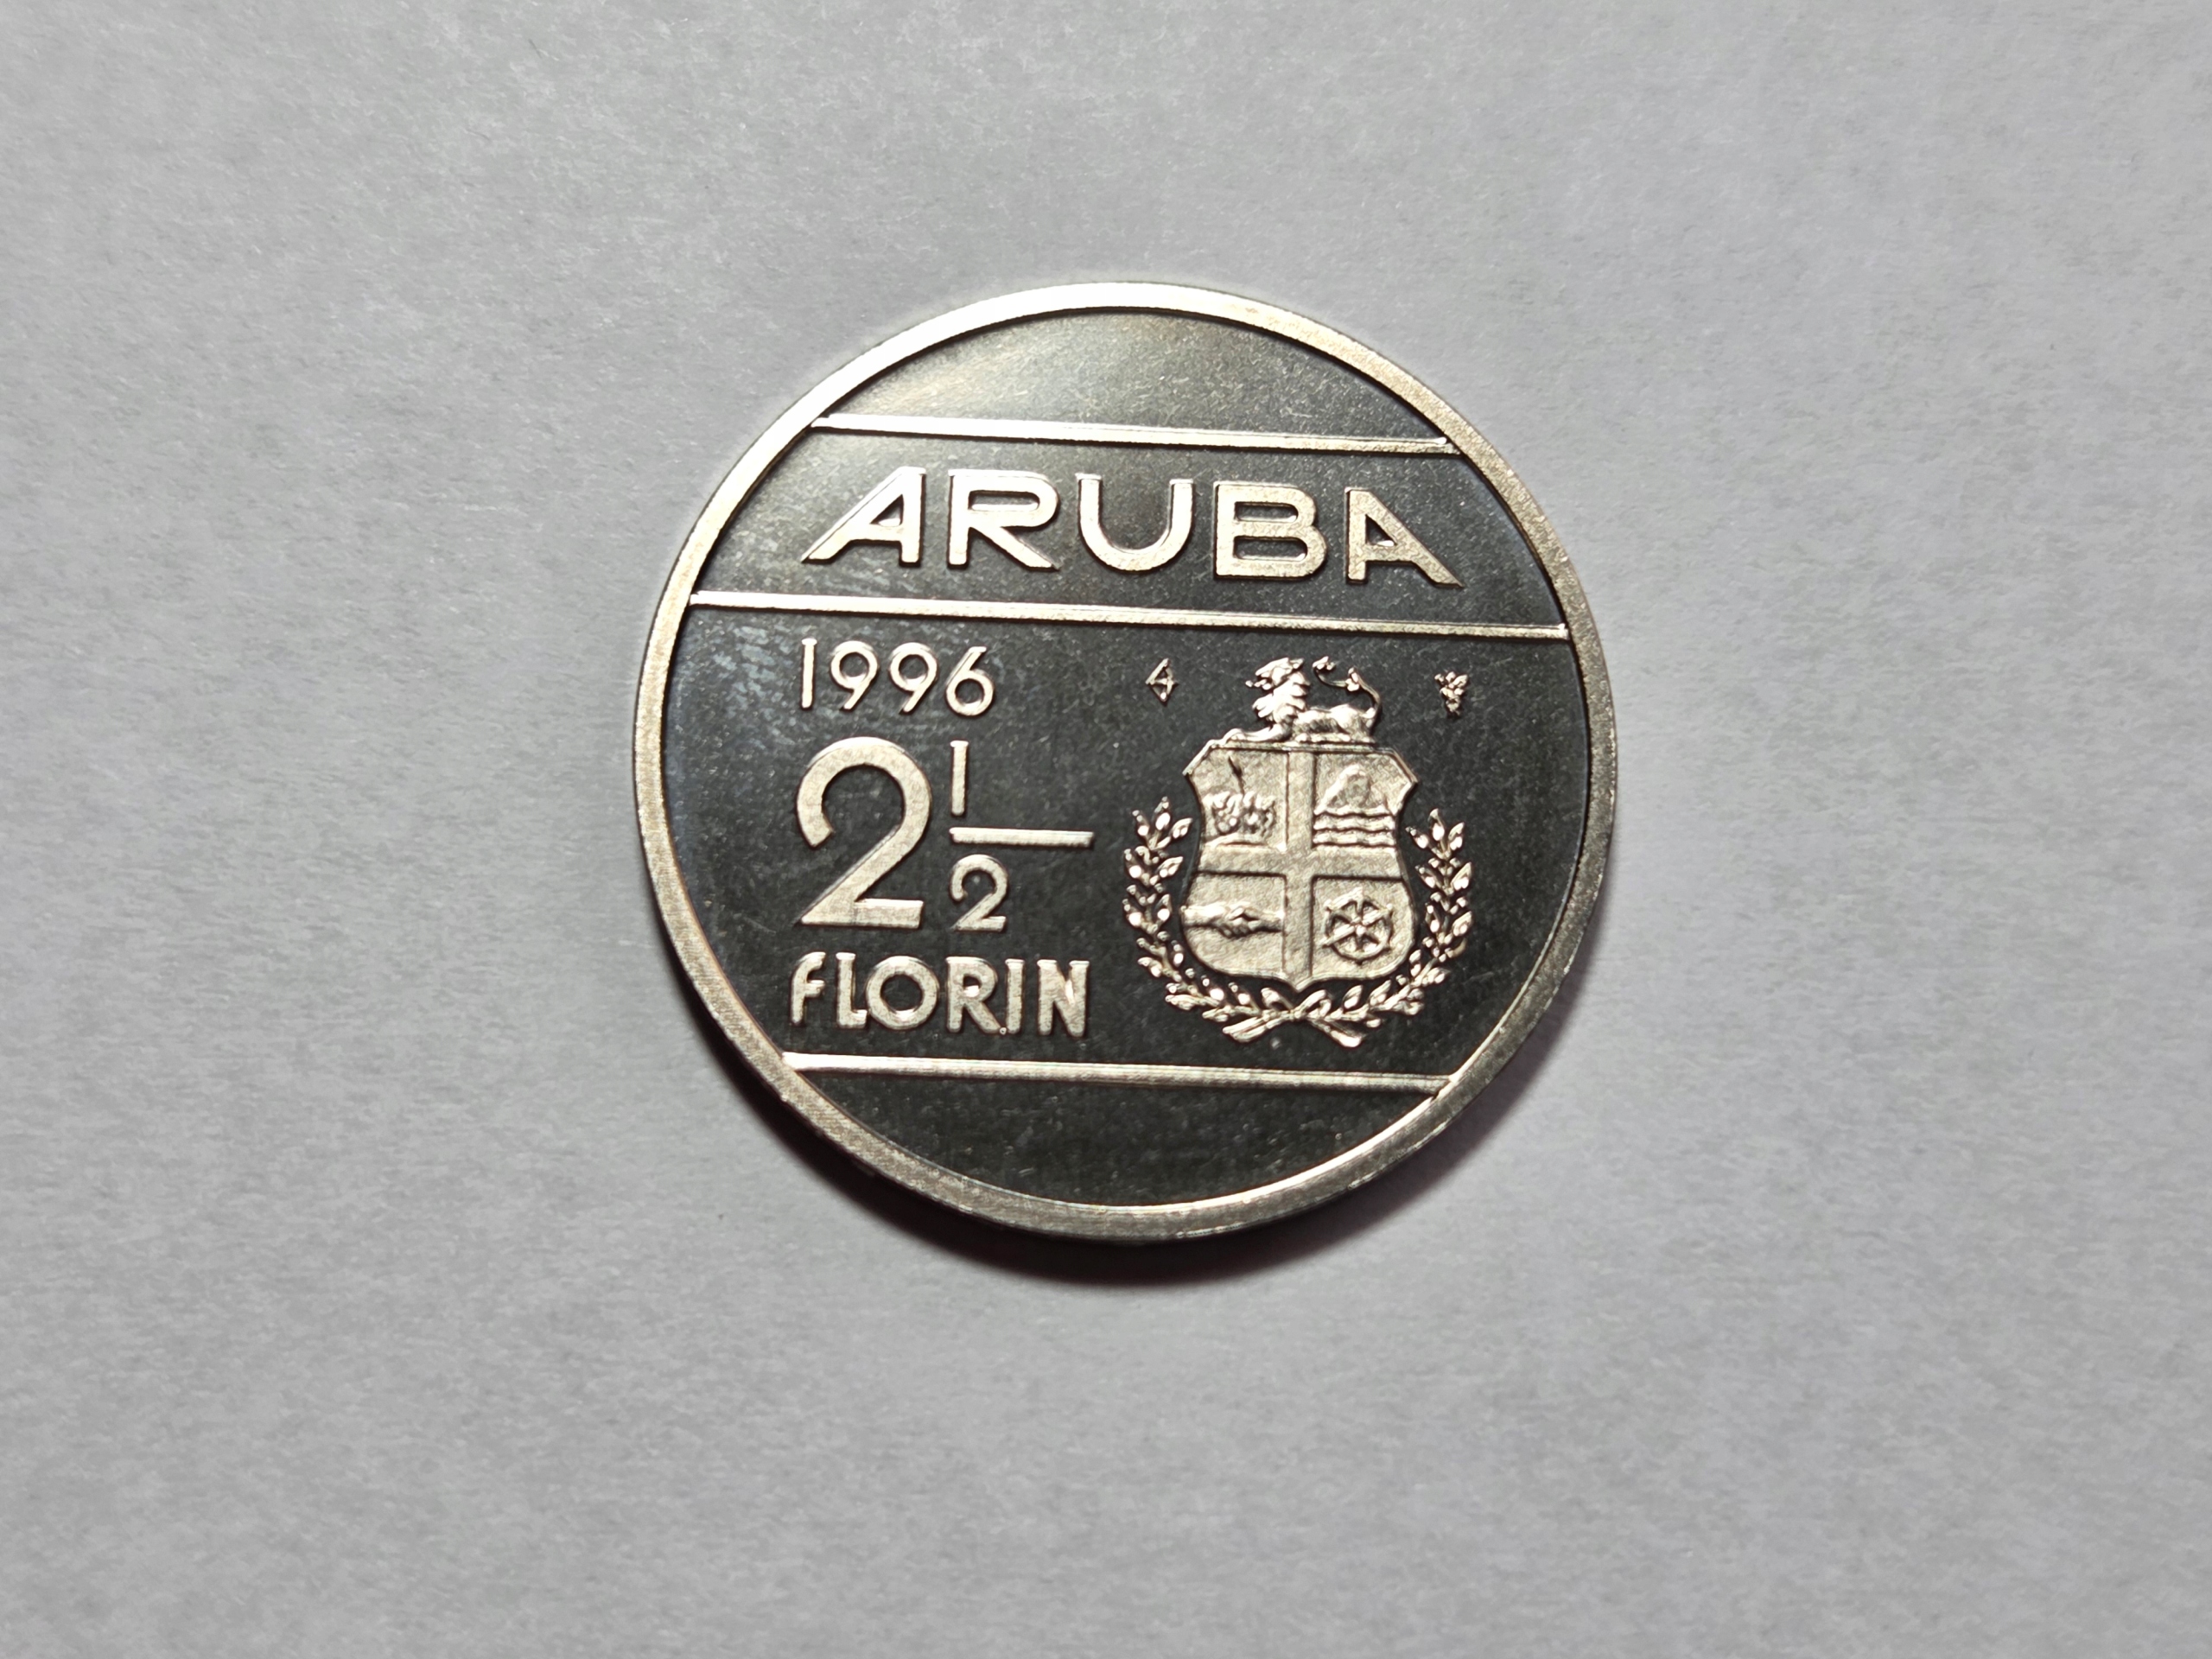 ARUBA
1996
2 1/2
FLORIN